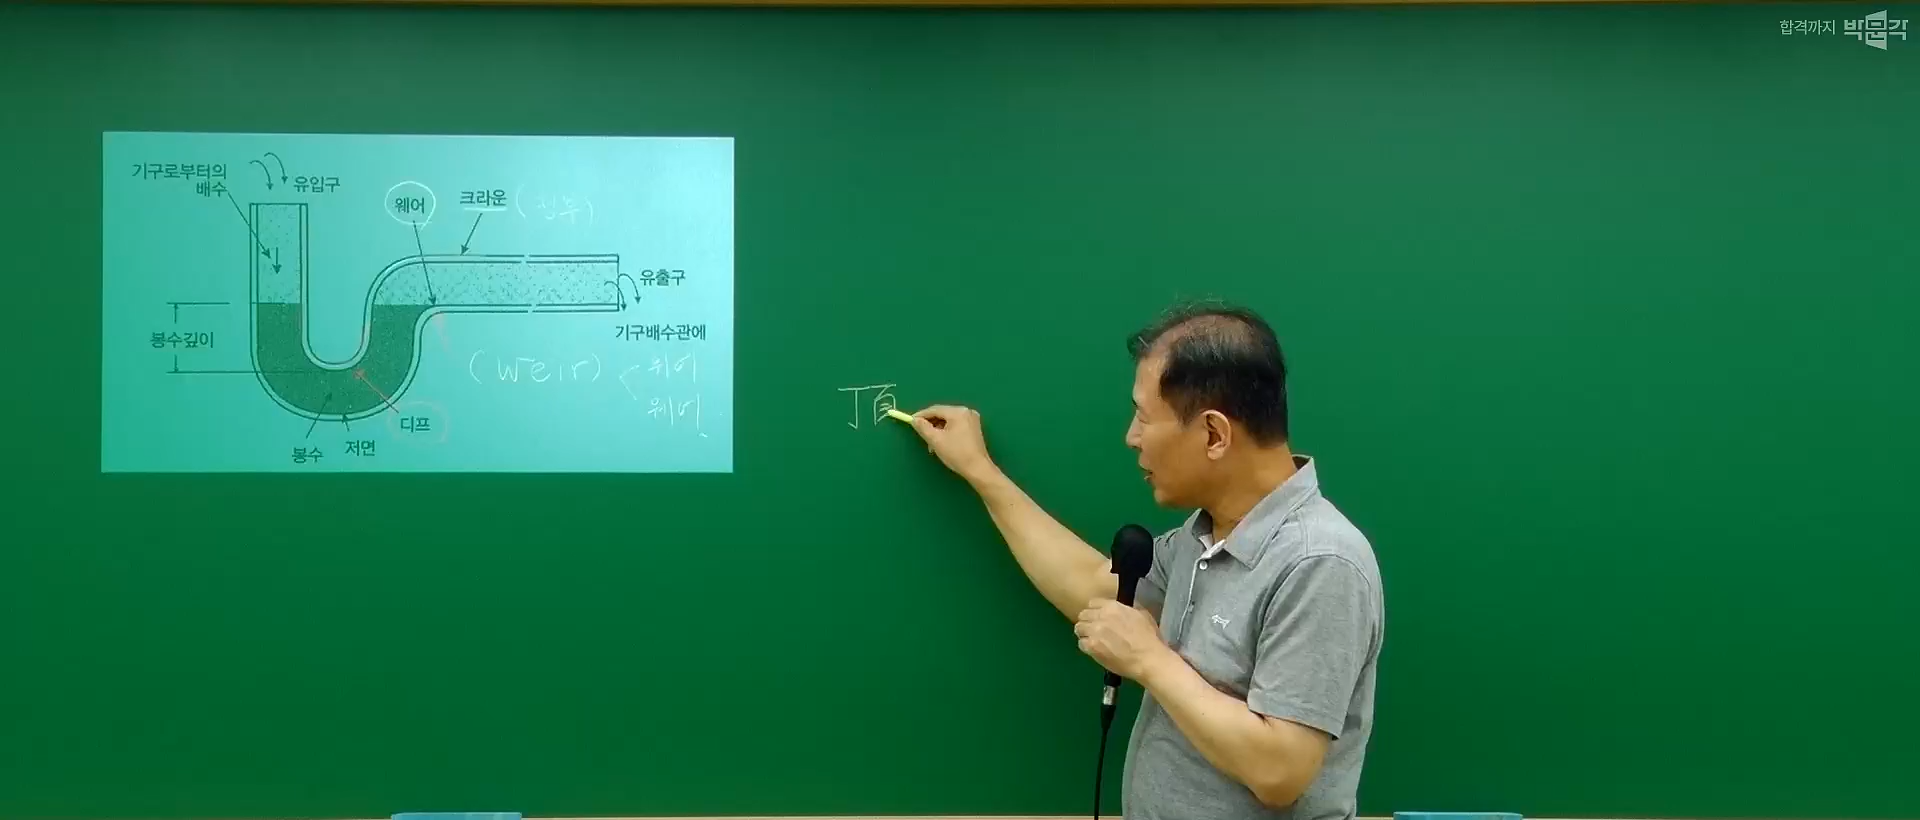 합격까지 박문각
기구로부터의
배수
유입구
웨어
크라운 (정부)
유출구
봉수깊이
기구배수관에
(Weir) < 위어
웨어.
디프
봉수
저면
頂